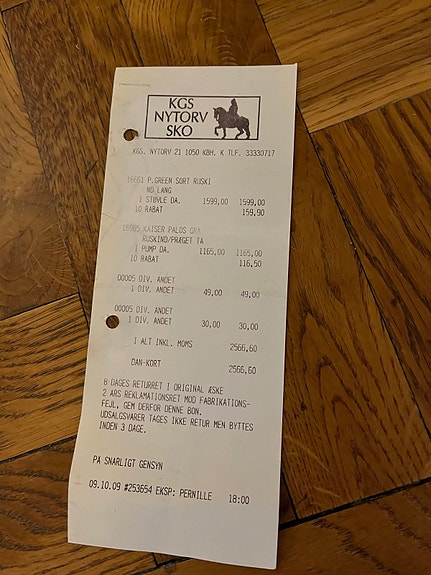 KGS
NYTORV
SKO
KGS. NYTORV 21 1050 KBH. K TLF. 33330717
16661 P.GREEN SORT RUSKI
ND LANG
1 STØVLE DA. 1599,00 1599,00
10 RABAT 159,90
16985 KAISER PALOS GRÅ
RUSKIND/PRÆGET TA
1 PUMP DA. 1165,00 1165,00
10 RABAT 116,50
00005 DIV. ANDET
1 DIV. ANDET 49,00 49,00
00005 DIV. ANDET
1 DIV. ANDET 30,00 30,00
I ALT INKL. MOMS 2566,60
DAN-KORT 2566,60
8 DAGES RETURRET I ORIGINAL ÆSKE
2 ÅRS REKLAMATIONSRET MOD FABRIKATIONS-
FEJL, GEM DERFOR DENNE BON.
UDSALGSVARER TAGES IKKE RETUR MEN BYTTES
INDEN 3 DAGE.
PÅ SNARLIGT GENSYN
09.10.09 #253654 EKSP: PERNILLE 18:00